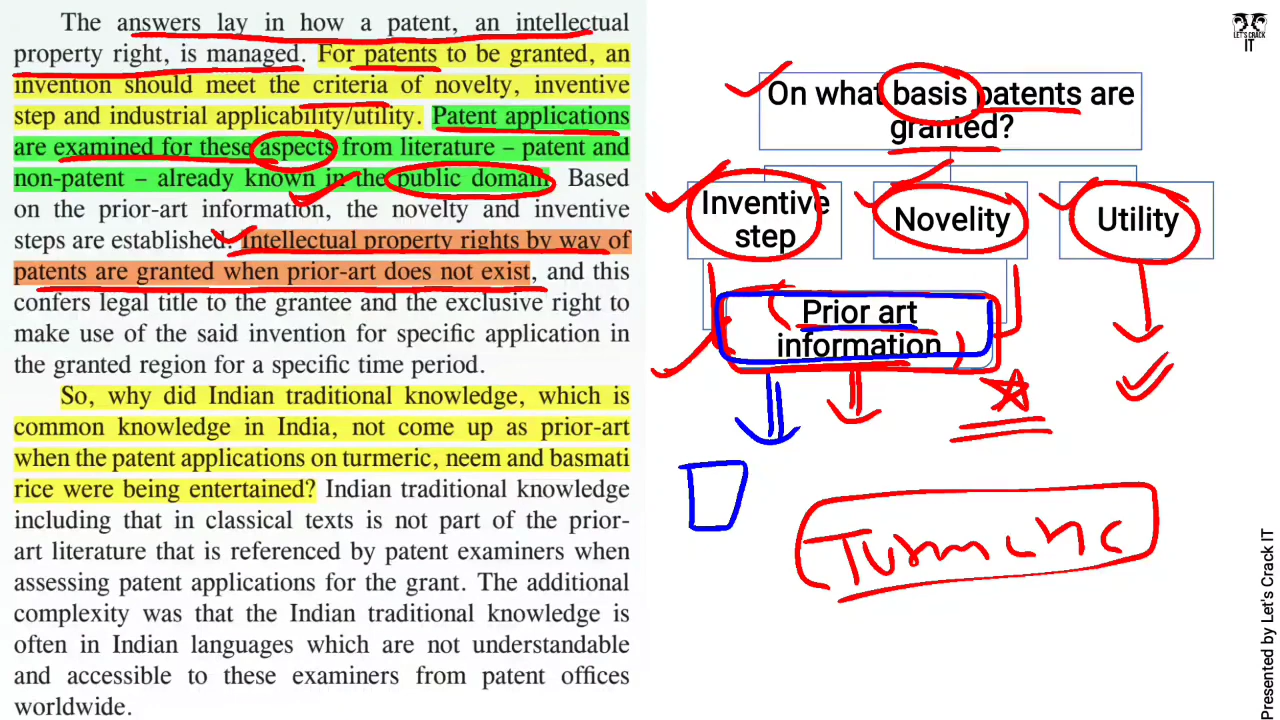 The answers lay in how a patent, an intellectual
property right, is managed. For patents to be granted, an
invention should meet the criteria of novelty, inventive
step and industrial applicability/utility. Patent applications
are examined for these aspects from literature – patent and
non-patent – already known in the public domain. Based
on the prior-art information, the novelty and inventive
steps are established. Intellectual property rights by way of
patents are granted when prior-art does not exist, and this
confers legal title to the grantee and the exclusive right to
make use of the said invention for specific application in
the granted region for a specific time period.
So, why did Indian traditional knowledge, which is
common knowledge in India, not come up as prior-art
when the patent applications on turmeric, neem and basmati
rice were being entertained? Indian traditional knowledge
including that in classical texts is not part of the prior-
art literature that is referenced by patent examiners when
assessing patent applications for the grant. The additional
complexity was that the Indian traditional knowledge is
often in Indian languages which are not understandable
and accessible to these examiners from patent offices
worldwide.
LET'S CRACK
IT
On what basis patents are
granted?
Inventive
step
Novelity
Utility
Prior art
information
Turmeric
Presented by Let's Crack IT